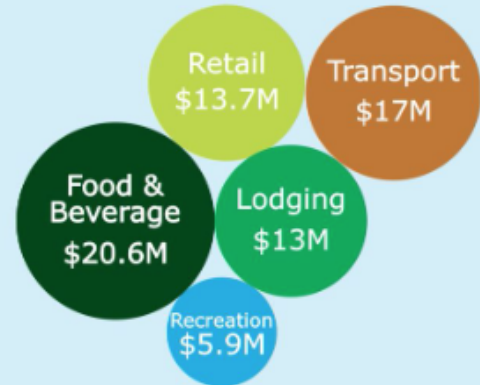 Retail
$13.7M
Transport
$17M
Food &
Beverage
$20.6M
Lodging
$13M
Recreation
$5.9M